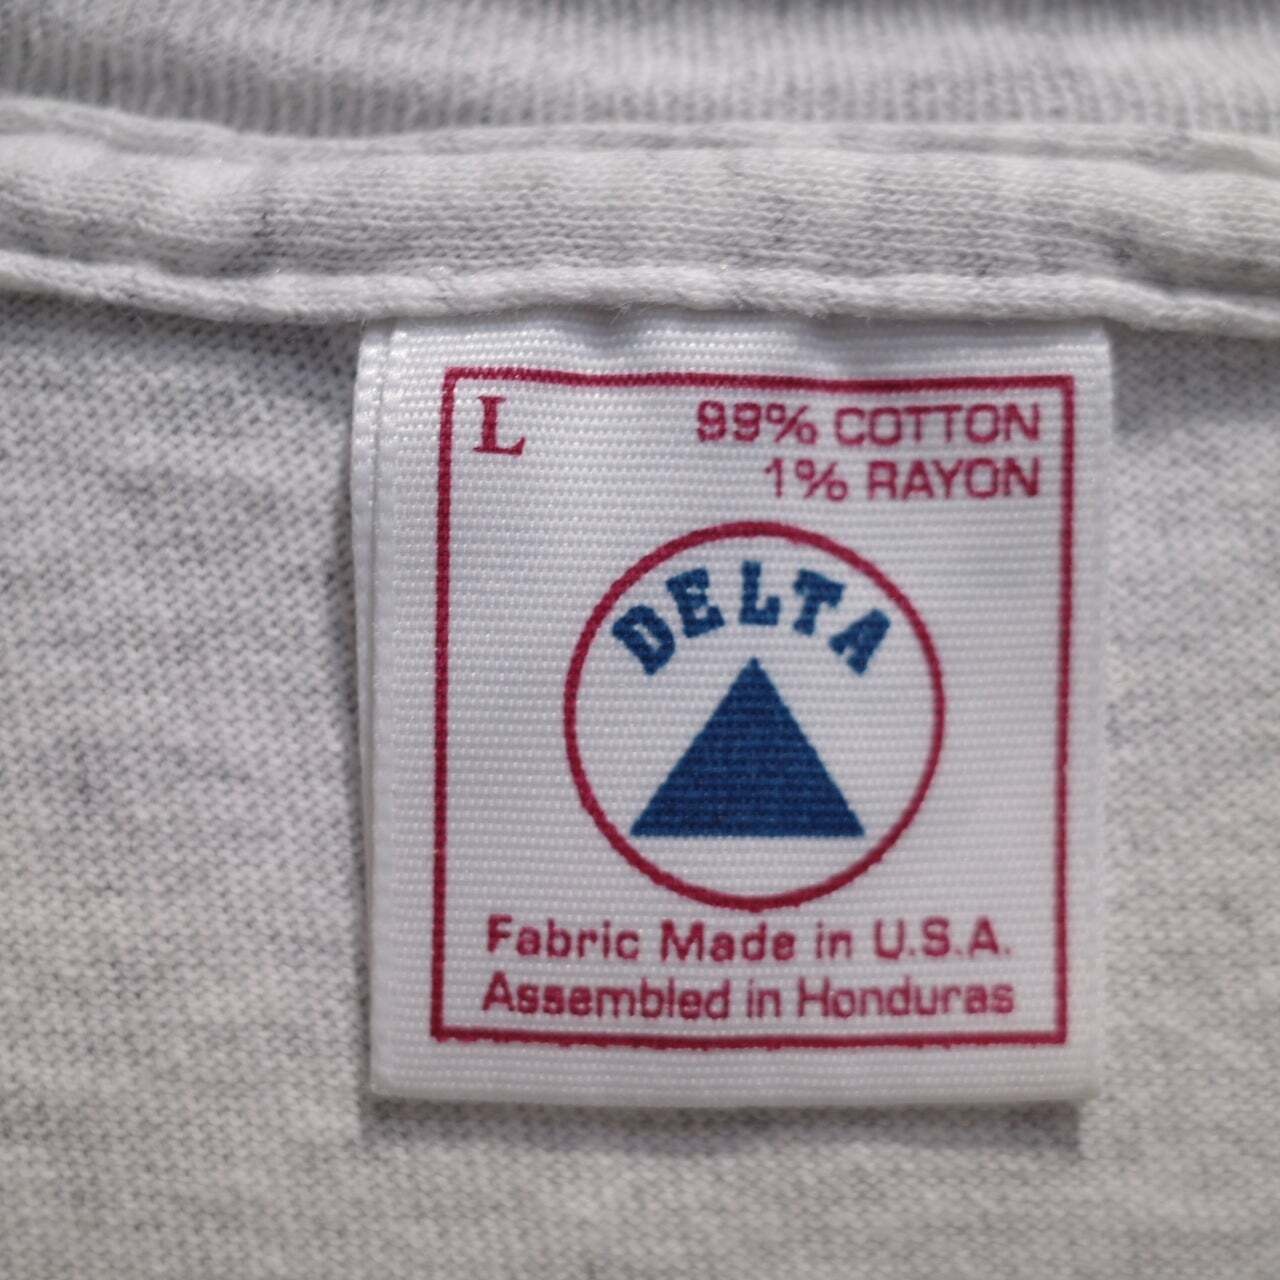 L
99% COTTON
1% RAYON
DELTA
Fabric Made in U.S.A.
Assembled in Honduras